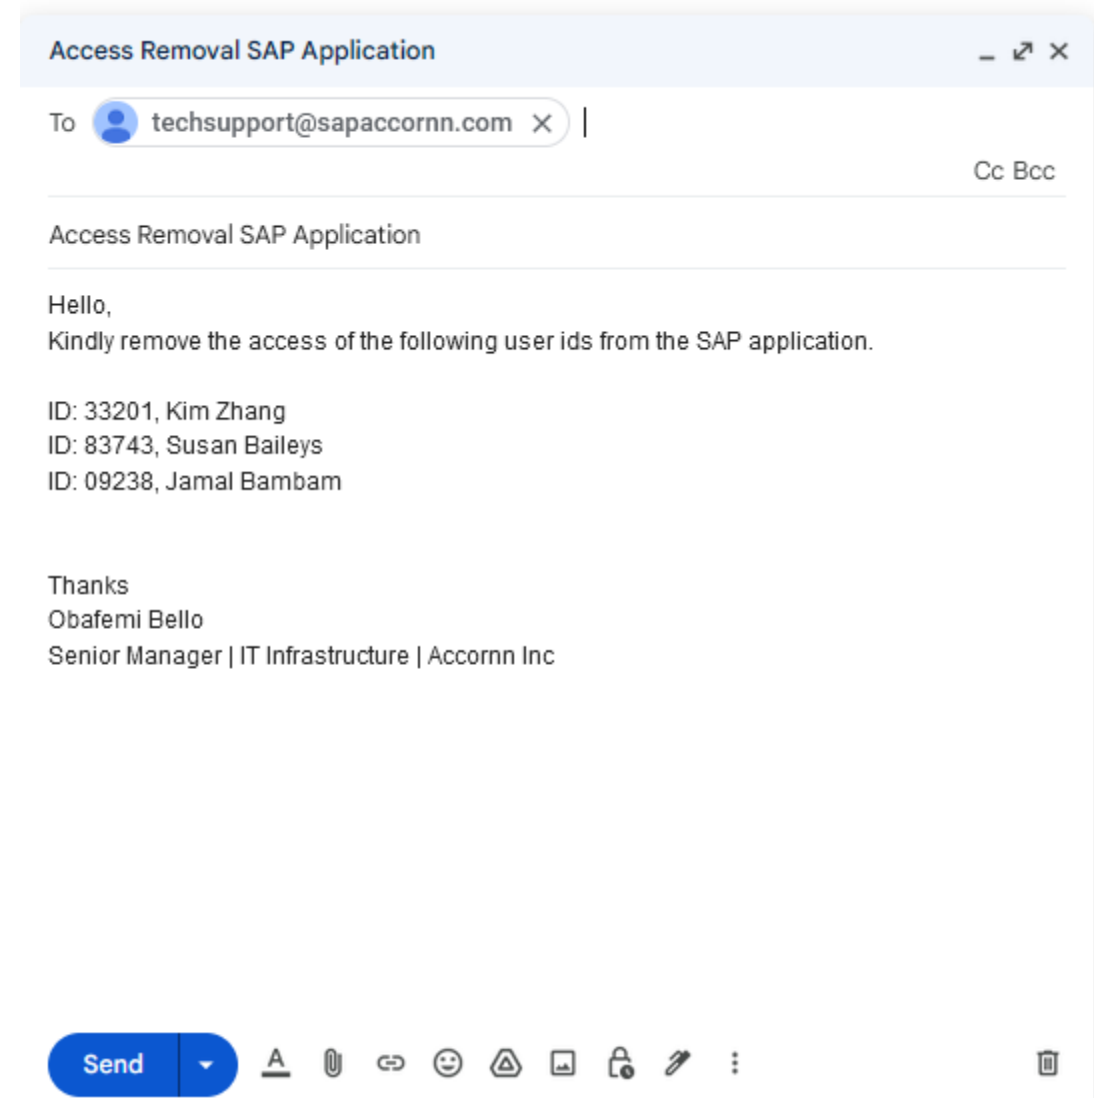 Access Removal SAP Application
To techsupport@sapaccornn.com
Cc Bcc
Access Removal SAP Application
Hello,
Kindly remove the access of the following user ids from the SAP application.
ID: 33201, Kim Zhang
ID: 83743, Susan Baileys
ID: 09238, Jamal Bambam
Thanks
Obafemi Bello
Senior Manager | IT Infrastructure | Accornn Inc
Send